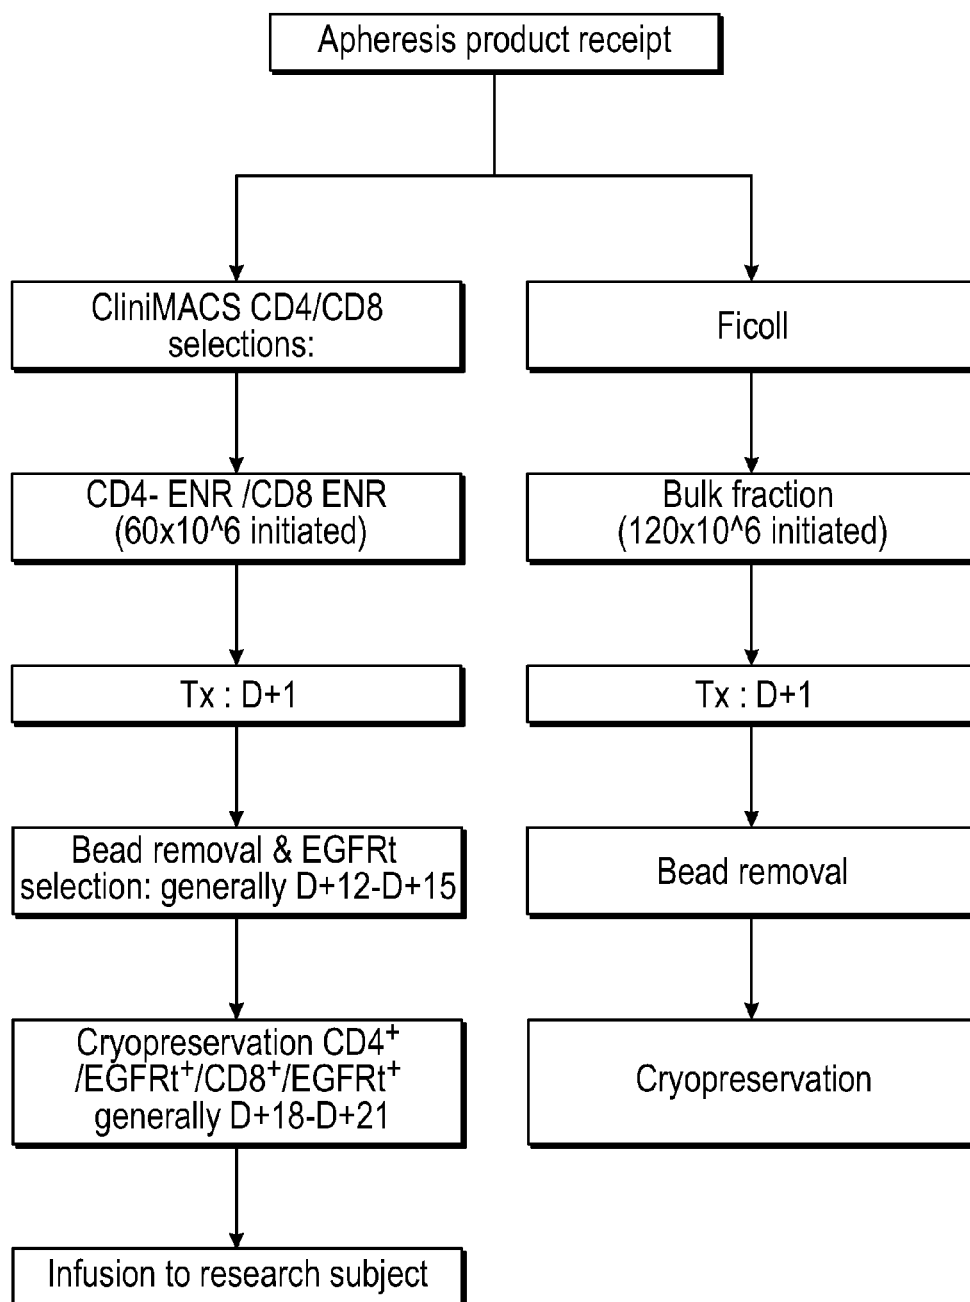 Apheresis product receipt
CliniMACS CD4/CD8
selections:
Ficoll
CD4- ENR /CD8 ENR
(60x10^6 initiated)
Bulk fraction
(120x10^6 initiated)
Tx : D+1
Tx : D+1
Bead removal & EGFRt
selection: generally D+12-D+15
Bead removal
Cryopreservation CD4⁺
/EGFRt⁺/CD8⁺/EGFRt⁺
generally D+18-D+21
Cryopreservation
Infusion to research subject